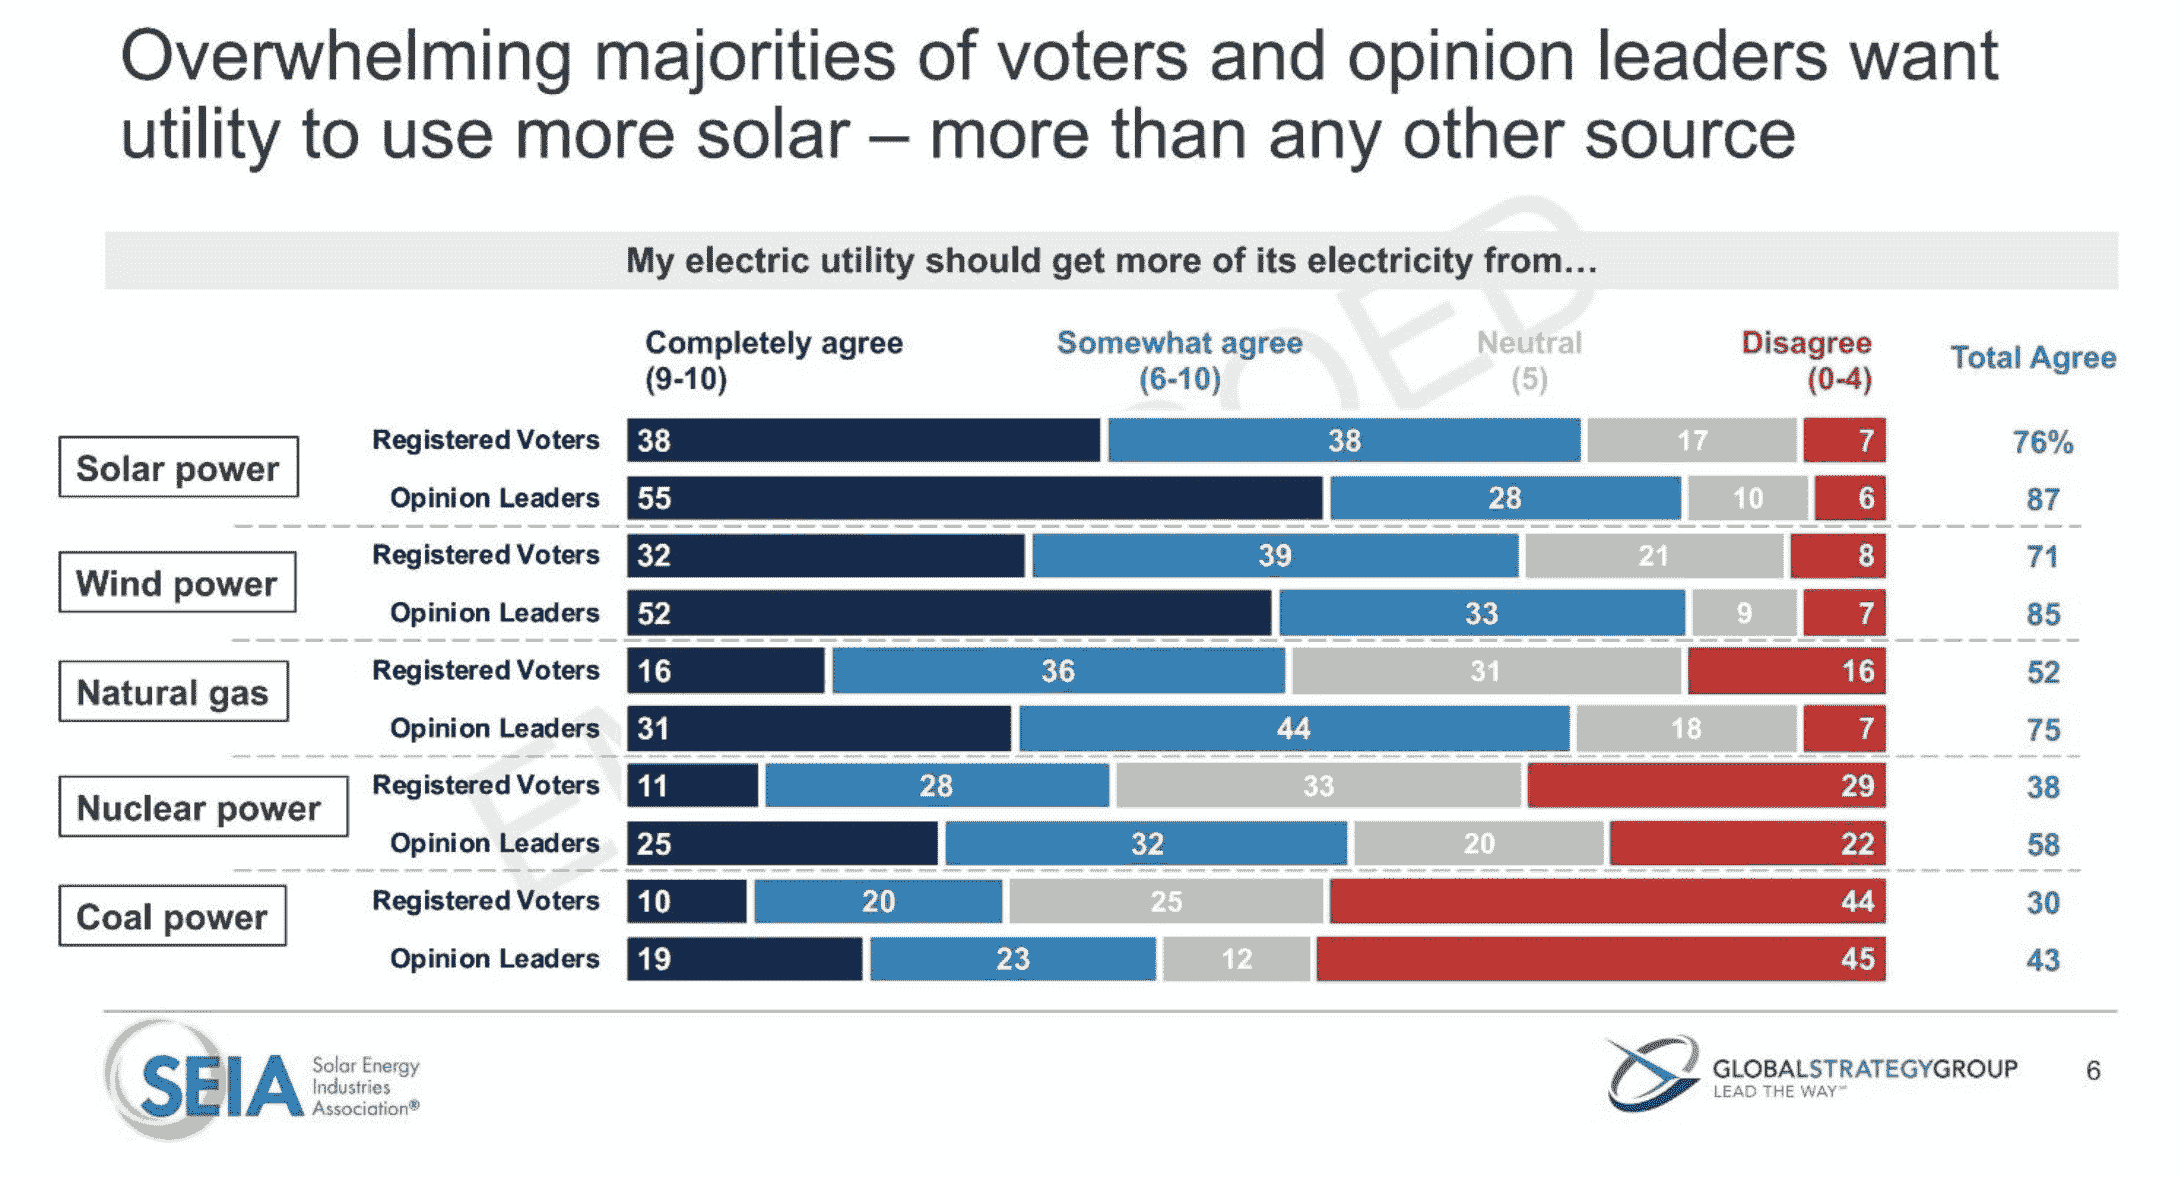 Overwhelming majorities of voters and opinion leaders want
utility to use more solar – more than any other source
My electric utility should get more of its electricity from...
Completely agree
(9-10)
Somewhat agree
(6-10)
Neutral
(5)
Disagree
(0-4)
Total Agree
Solar power
Registered Voters 38 38 17 7 76%
Opinion Leaders 55 28 10 6 87
Wind power
Registered Voters 32 39 21 8 71
Opinion Leaders 52 33 9 7 85
Natural gas
Registered Voters 16 36 31 16 52
Opinion Leaders 31 44 18 7 75
Nuclear power
Registered Voters 11 28 33 29 38
Opinion Leaders 25 32 20 22 58
Coal power
Registered Voters 10 20 25 44 30
Opinion Leaders 19 23 12 45 43
SEIA
Solar Energy
Industries
Association®
GLOBALSTRATEGYGROUP
LEAD THE WAY℠
6